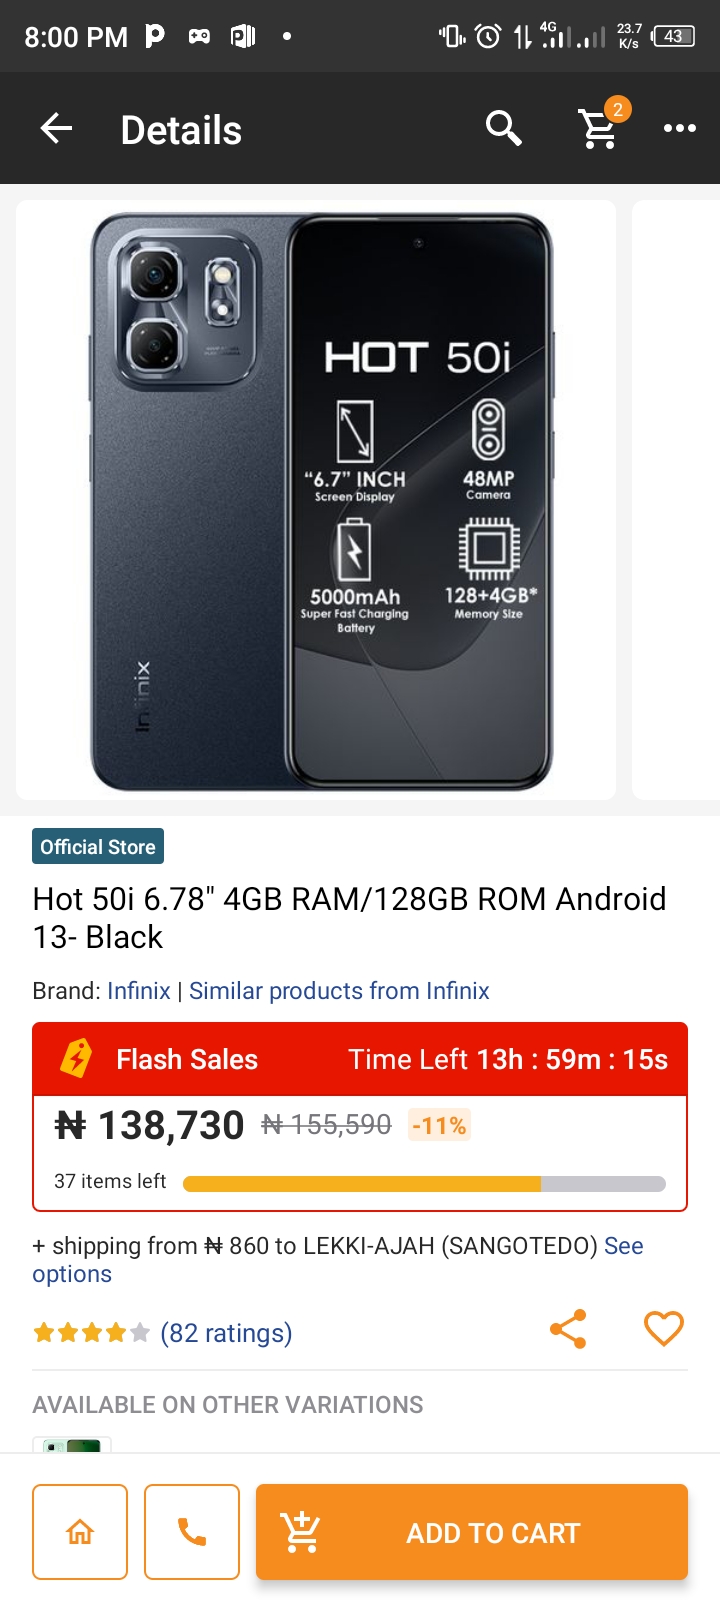 8:00 PM
4G
23.7
K/s
43
Details
2
HOT 50i
“6.7” INCH
Screen Display
48MP
Camera
5000mAh
Super Fast Charging
Battery
128+4GB*
Memory Size
Infinix
Official Store
Hot 50i 6.78" 4GB RAM/128GB ROM Android
13- Black
Brand: Infinix | Similar products from Infinix
Flash Sales
Time Left 13h : 59m : 15s
₦ 138,730 ₦ 155,590 -11%
37 items left
+ shipping from ₦ 860 to LEKKI-AJAH (SANGOTEDO) See
options
(82 ratings)
AVAILABLE ON OTHER VARIATIONS
ADD TO CART